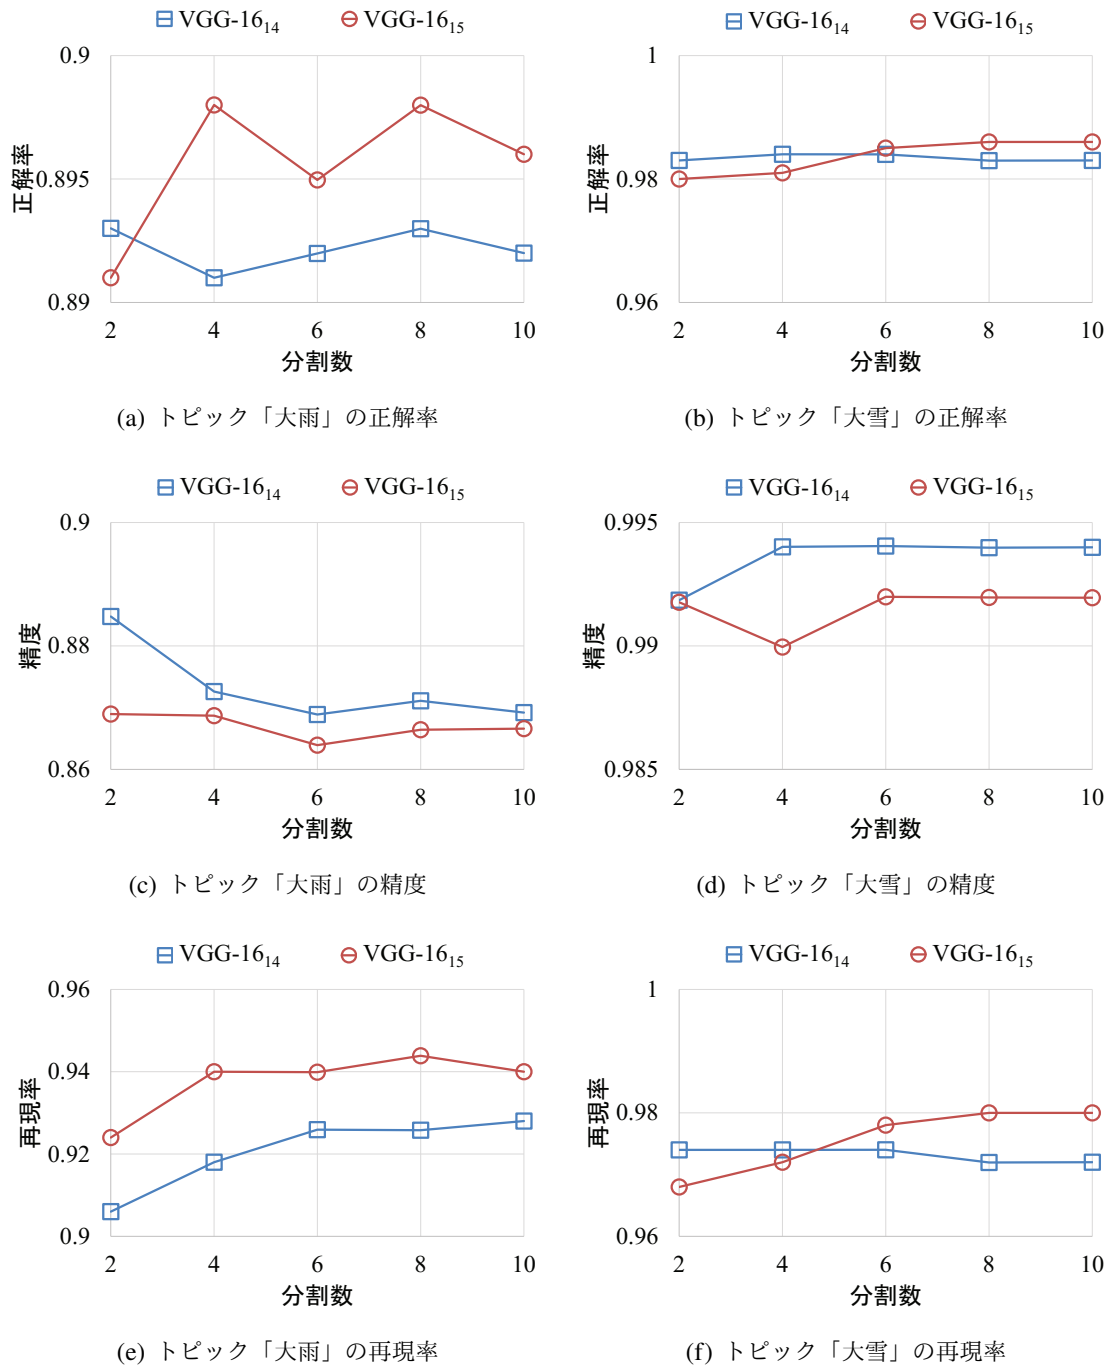 VGG-16₁₄ VGG-16₁₅
0.9
0.895
0.89
正解率
2 4 6 8 10
分割数
(a) トピック「大雨」の正解率
VGG-16₁₄ VGG-16₁₅
1
0.98
0.96
正解率
2 4 6 8 10
分割数
(b) トピック「大雪」の正解率
VGG-16₁₄ VGG-16₁₅
0.9
0.88
0.86
精度
2 4 6 8 10
分割数
(c) トピック「大雨」の精度
VGG-16₁₄ VGG-16₁₅
0.995
0.99
0.985
精度
2 4 6 8 10
分割数
(d) トピック「大雪」の精度
VGG-16₁₄ VGG-16₁₅
0.96
0.94
0.92
0.9
再現率
2 4 6 8 10
分割数
(e) トピック「大雨」の再現率
VGG-16₁₄ VGG-16₁₅
1
0.98
0.96
再現率
2 4 6 8 10
分割数
(f) トピック「大雪」の再現率